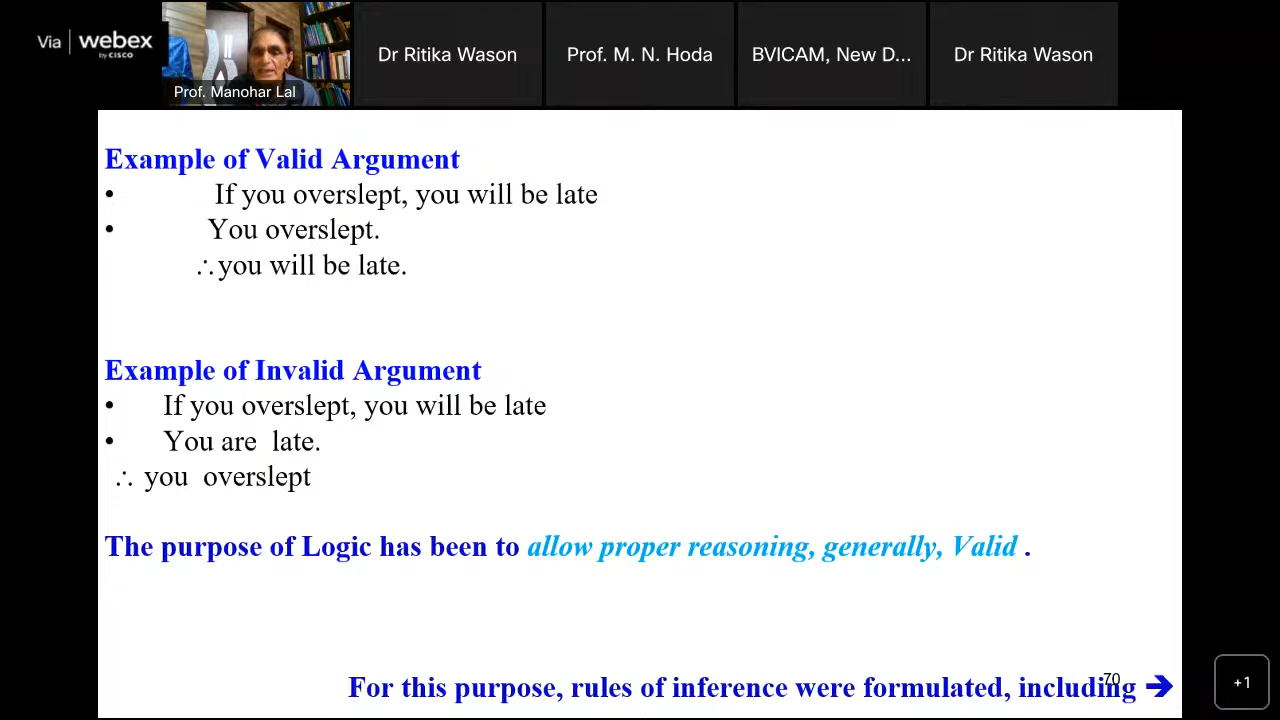 Via | webex
by CISCO
Prof. Manohar Lal
Dr Ritika Wason
Prof. M. N. Hoda
BVICAM, New D...
Dr Ritika Wason
Example of Valid Argument
• If you overslept, you will be late
• You overslept.
∴you will be late.
Example of Invalid Argument
• If you overslept, you will be late
• You are late.
∴ you overslept
The purpose of Logic has been to allow proper reasoning, generally, Valid .
70
For this purpose, rules of inference were formulated, including ➔
+1